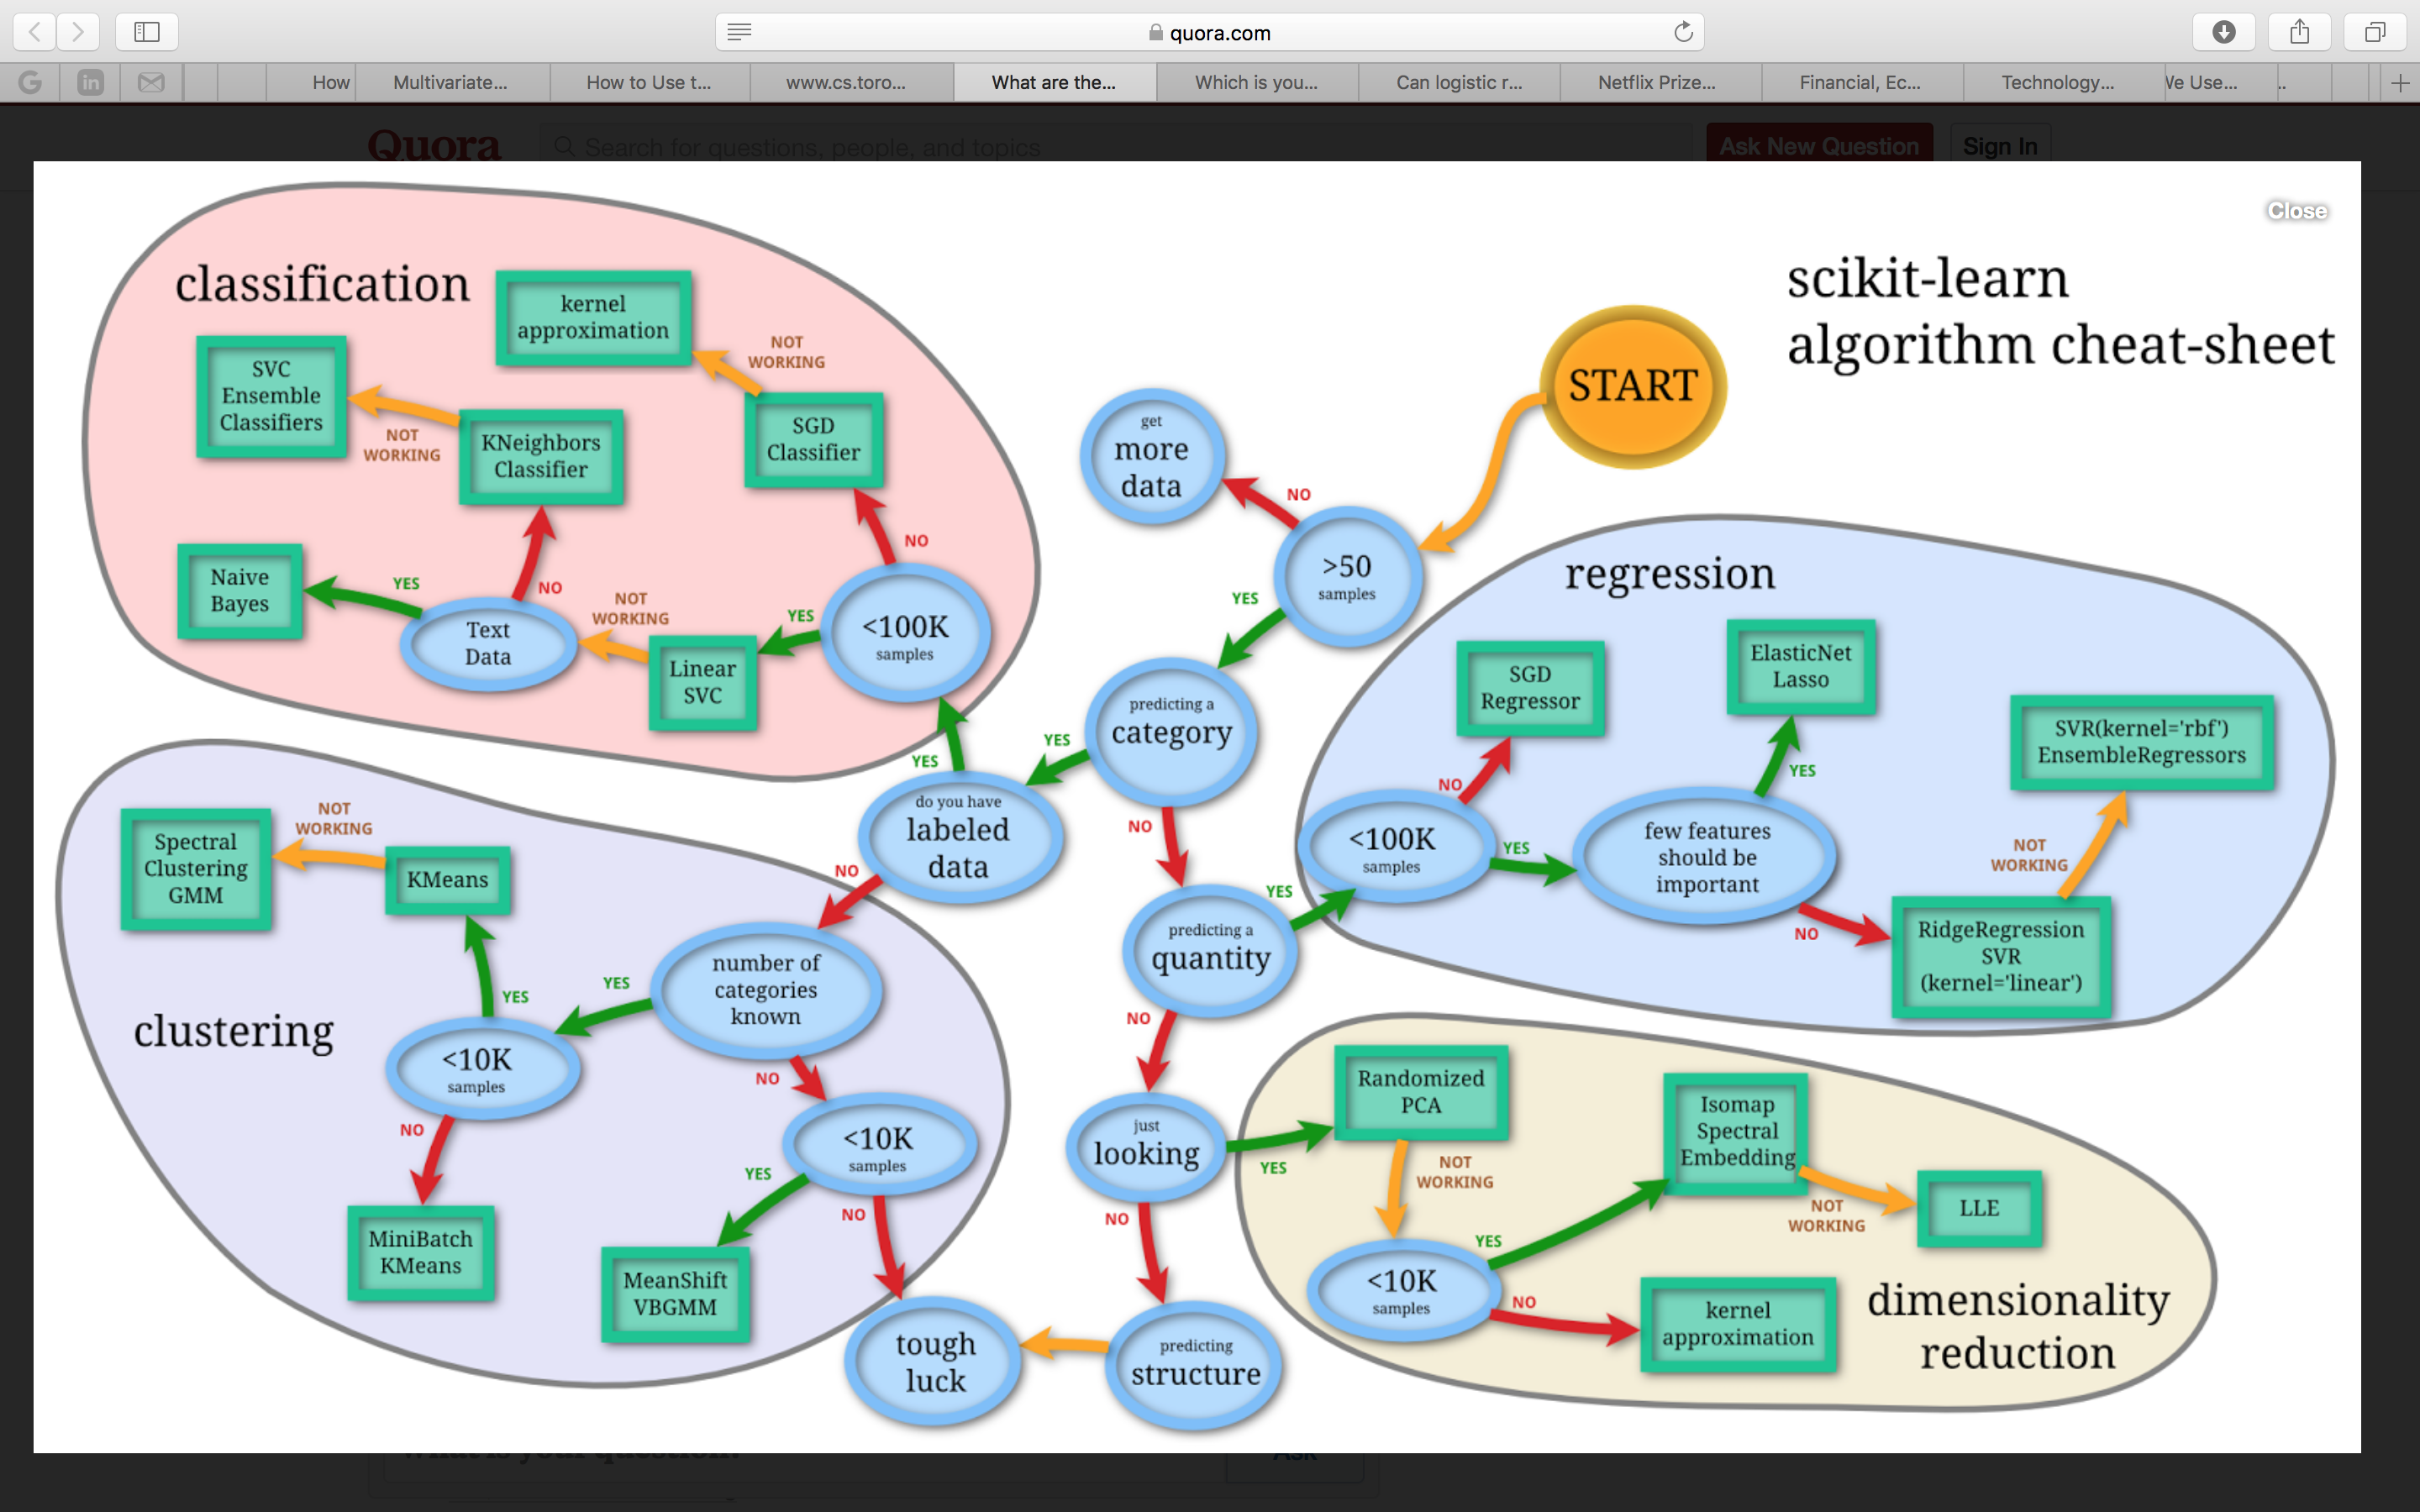 quora.com
How
Multivariate...
How to Use t...
www.cs.toro...
What are the...
Which is you...
Can logistic r...
Netflix Prize...
Financial, Ec...
Technology...
We Use...
Quora
Search for questions, people, and topics
Ask New Question
Sign In
Close
scikit-learn
algorithm cheat-sheet
START
get
more
data
NO
>50
samples
YES
predicting a
category
YES
NO
do you have
labeled
data
YES
NO
predicting a
quantity
YES
NO
just
looking
YES
NO
predicting
structure
tough
luck
classification
kernel
approximation
NOT
WORKING
SVC
Ensemble
Classifiers
NOT
WORKING
KNeighbors
Classifier
SGD
Classifier
NO
Naive
Bayes
YES
NO
Text
Data
NOT
WORKING
Linear
SVC
YES
<100K
samples
regression
SGD
Regressor
ElasticNet
Lasso
SVR(kernel='rbf')
EnsembleRegressors
NO
YES
<100K
samples
YES
few features
should be
important
NOT
WORKING
NO
RidgeRegression
SVR
(kernel='linear')
clustering
Spectral
Clustering
GMM
NOT
WORKING
KMeans
number of
categories
known
YES
YES
<10K
samples
NO
NO
<10K
samples
YES
NO
MiniBatch
KMeans
MeanShift
VBGMM
dimensionality
reduction
Randomized
PCA
NOT
WORKING
Isomap
Spectral
Embedding
NOT
WORKING
LLE
YES
<10K
samples
NO
kernel
approximation
What is your question?
Ask